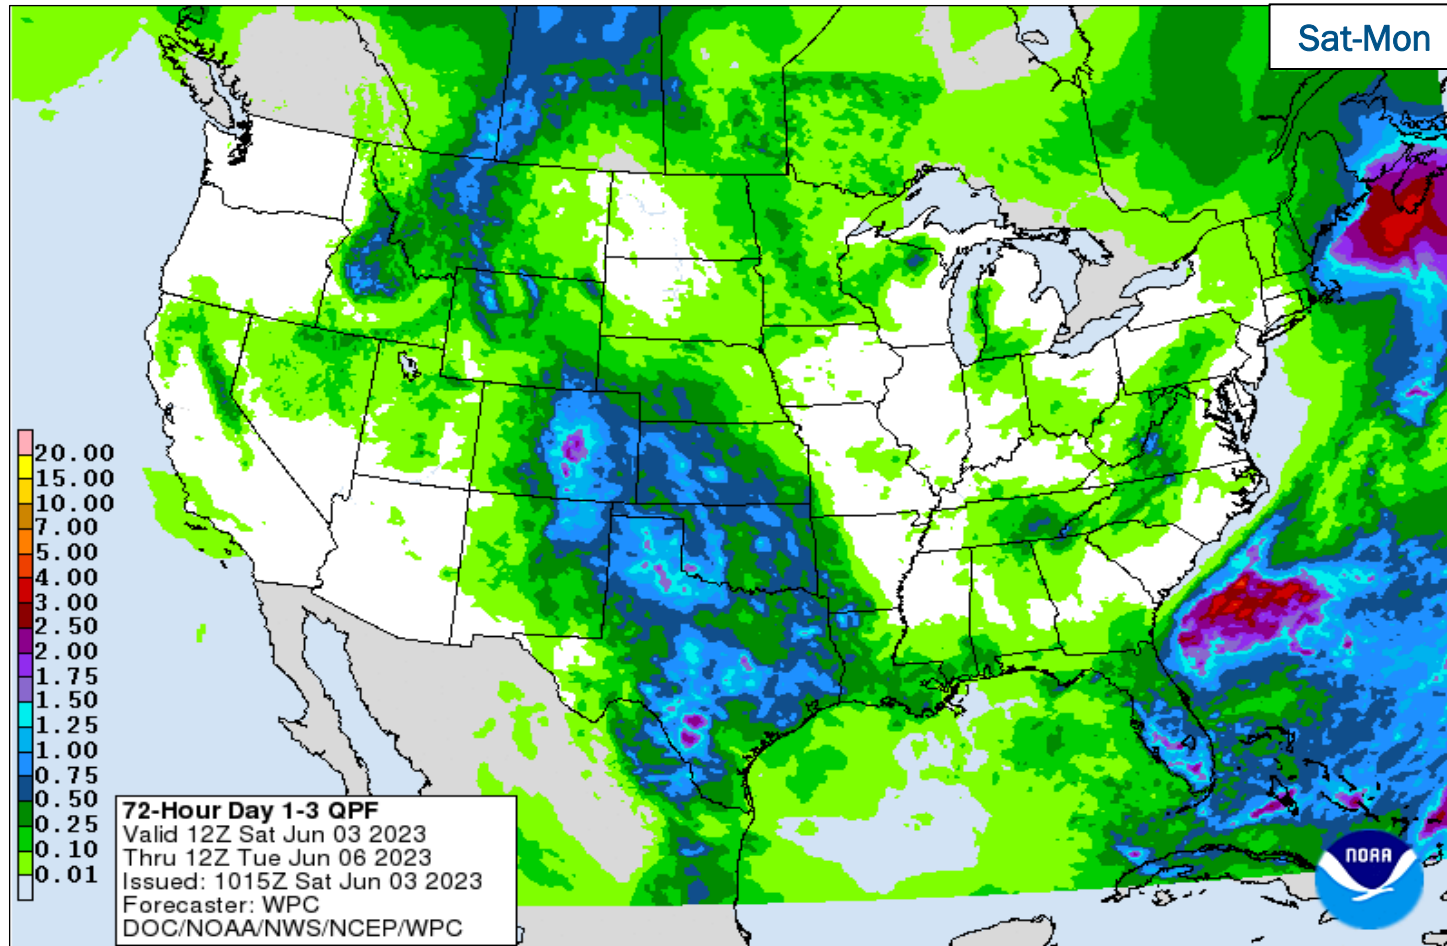 Sat-Mon
20.00
15.00
10.00
7.00
5.00
4.00
3.00
2.50
2.00
1.75
1.50
1.25
1.00
0.75
0.50
0.25
0.10
0.01
72-Hour Day 1-3 QPF
Valid 12Z Sat Jun 03 2023
Thru 12Z Tue Jun 06 2023
Issued: 1015Z Sat Jun 03 2023
Forecaster: WPC
DOC/NOAA/NWS/NCEP/WPC
NOAA